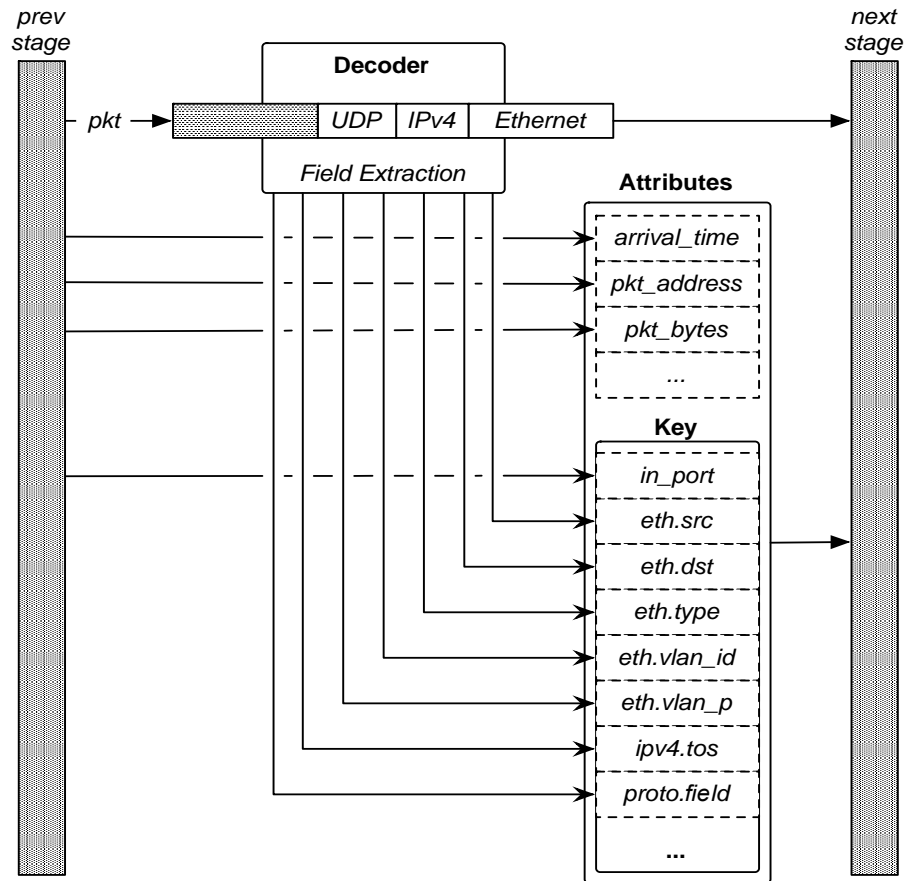 prev
stage
next
stage
Decoder
pkt
UDP
IPv4
Ethernet
Field Extraction
Attributes
arrival_time
pkt_address
pkt_bytes
...
Key
in_port
eth.src
eth.dst
eth.type
eth.vlan_id
eth.vlan_p
ipv4.tos
proto.field
...